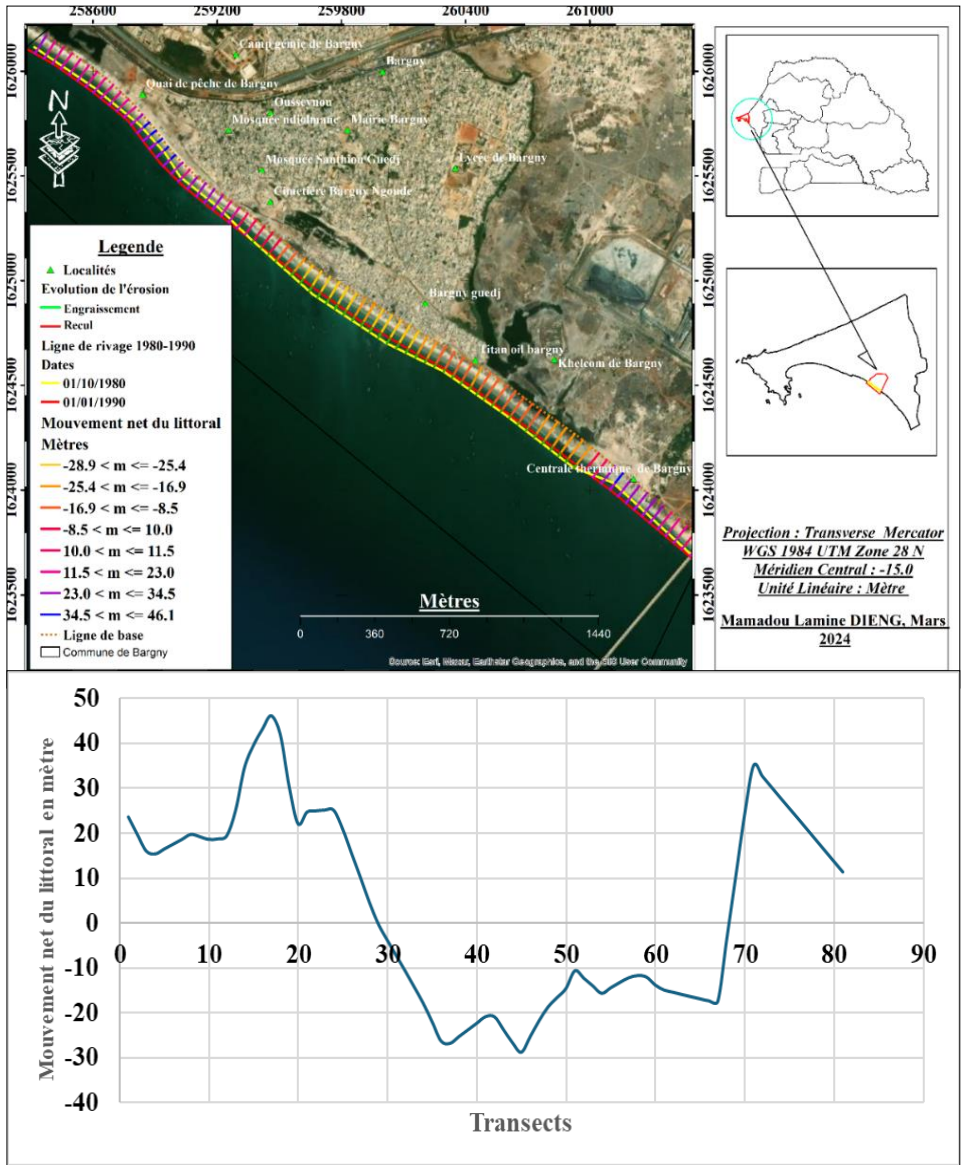 258600 259200 259800 260400 261000
1626000
1625500
1625000
1624500
1624000
1623500
Camp génie de Bargny
Bargny
Quai de pêche de Bargny
Ousseynou
Mairie Bargny
Mosquée Santhiou Guedj
Lycée de Bargny
Cimetière Bargny Ngoude
Bargny guedj
Titan oil bargny
Khelcom de Bargny
Centrale thermique de Bargny
N
Legende
Localités
Evolution de l'érosion
Engraissement
Recul
Ligne de rivage 1980-1990
Dates
01/10/1980
01/01/1990
Mouvement net du littoral
Mètres
-28.9 < m <= -25.4
-25.4 < m <= -16.9
-16.9 < m <= -8.5
-8.5 < m <= 10.0
10.0 < m <= 11.5
11.5 < m <= 23.0
23.0 < m <= 34.5
34.5 < m <= 46.1
Ligne de base
Commune de Bargny
Mètres
0 360 720 1440
Source: Esri, Maxar, Earthstar Geographics, and the GIS User Community
1626000
1625500
1625000
1624500
1624000
1623500
Projection : Transverse Mercator
WGS 1984 UTM Zone 28 N
Méridien Central : -15.0
Unité Linéaire : Mètre
Mamadou Lamine DIENG, Mars
2024
Mouvement net du littoral en mètre
50
40
30
20
10
0
-10
-20
-30
-40
0 10 20 30 40 50 60 70 80 90
Transects